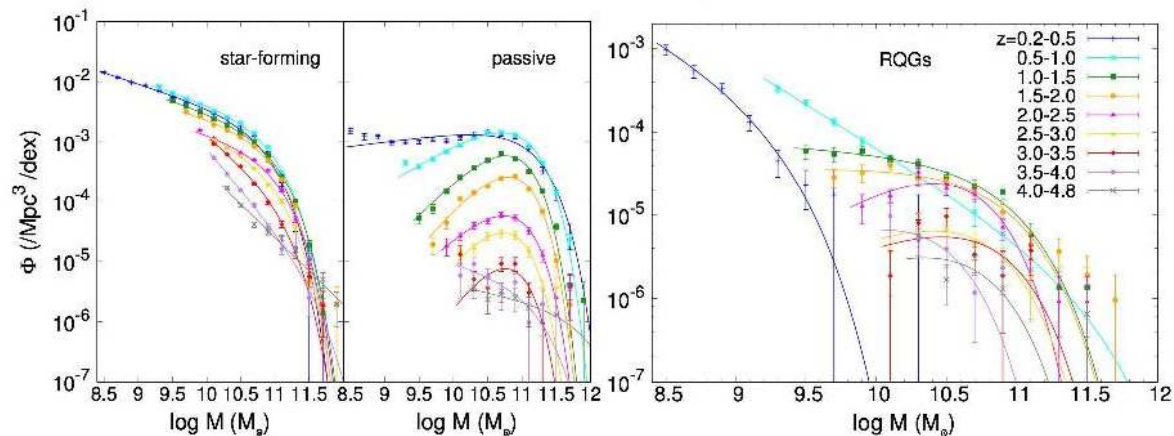 10⁻¹
10⁻²
10⁻³
10⁻⁴
10⁻⁵
10⁻⁶
10⁻⁷
Φ (/Mpc³ /dex)
star-forming
passive
8.5 9 9.5 10 10.5 11 11.5
8.5 9 9.5 10 10.5 11 11.5 12
log M (M⊙)
log M (M⊙)
10⁻³
10⁻⁴
10⁻⁵
10⁻⁶
10⁻⁷
RQGs
z=0.2-0.5
0.5-1.0
1.0-1.5
1.5-2.0
2.0-2.5
2.5-3.0
3.0-3.5
3.5-4.0
4.0-4.8
8.5 9 9.5 10 10.5 11 11.5 12
log M (M⊙)